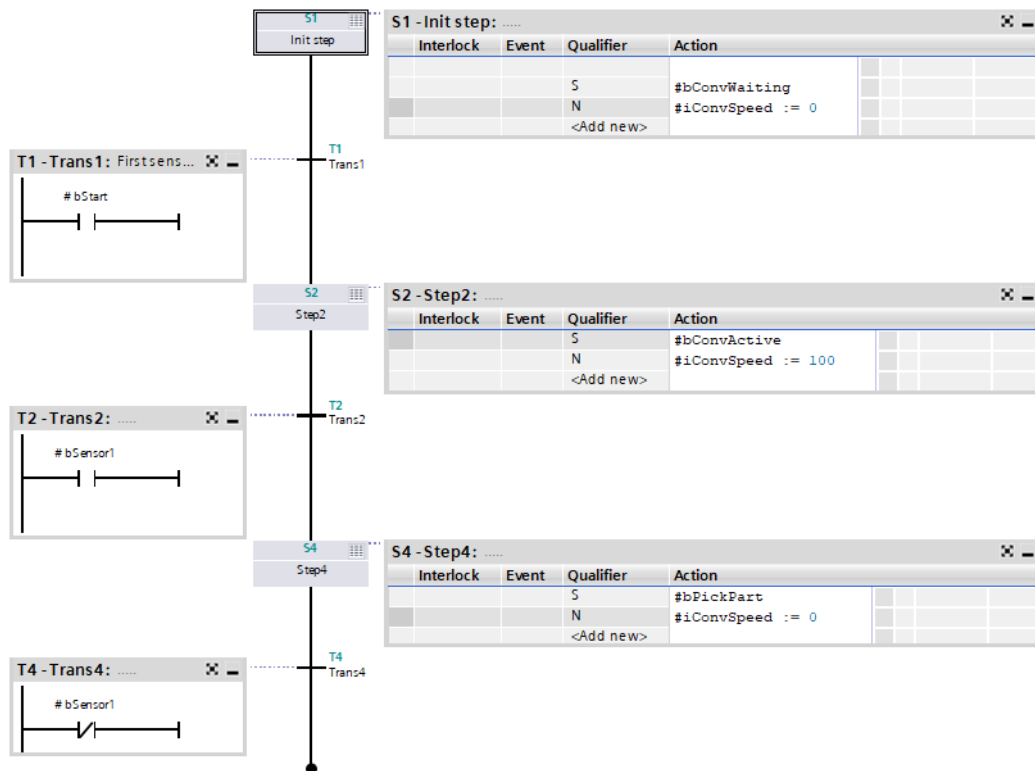 S1
Init step
S1 - Init step: .....
Interlock Event Qualifier Action
S #bConvWaiting
N #iConvSpeed := 0
<Add new>
T1
Trans1
T1 - Trans1: First sens...
# bStart
S2
Step2
S2 - Step2: .....
Interlock Event Qualifier Action
S #bConvActive
N #iConvSpeed := 100
<Add new>
T2
Trans2
T2 - Trans2: .....
# bSensor1
S4
Step4
S4 - Step4: .....
Interlock Event Qualifier Action
S #bPickPart
N #iConvSpeed := 0
<Add new>
T4
Trans4
T4 - Trans4: .....
# bSensor1